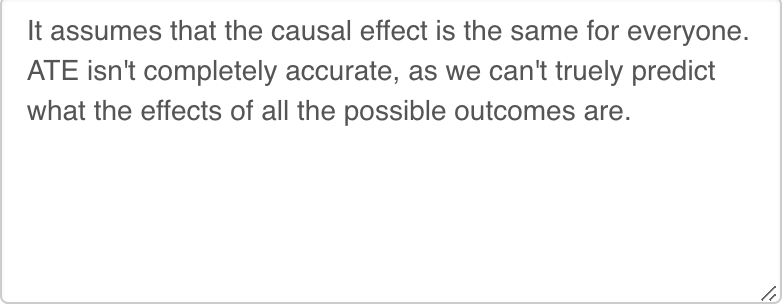 It assumes that the causal effect is the same for everyone.
ATE isn't completely accurate, as we can't truely predict
what the effects of all the possible outcomes are.